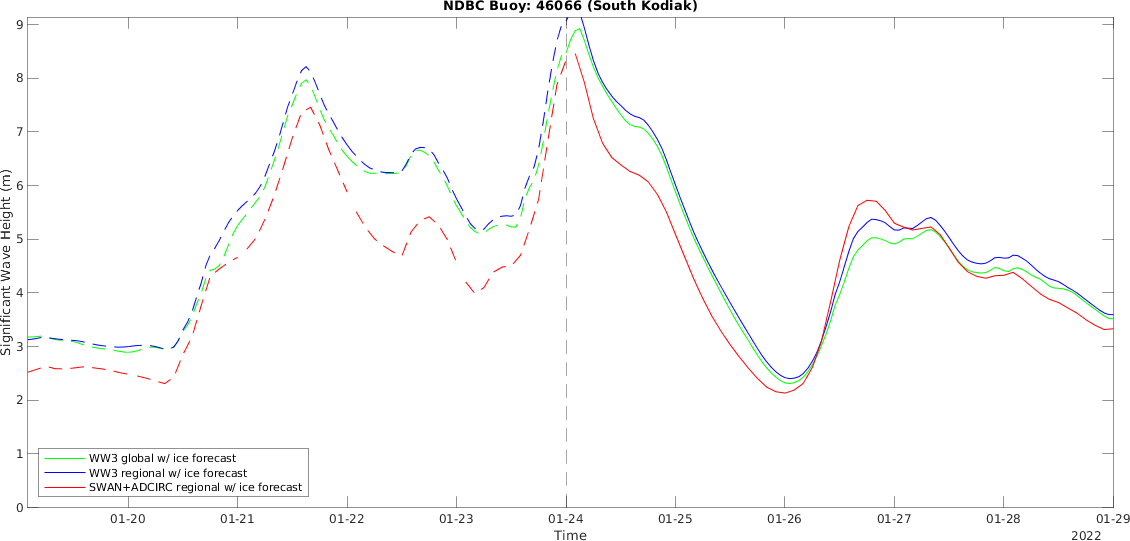 NDBC Buoy: 46066 (South Kodiak)
Significant Wave Height (m)
9
8
7
6
5
4
3
2
1
0
WW3 global w/ ice forecast
WW3 regional w/ ice forecast
SWAN+ADCIRC regional w/ ice forecast
01-20 01-21 01-22 01-23 01-24 01-25 01-26 01-27 01-28 01-29
Time
2022